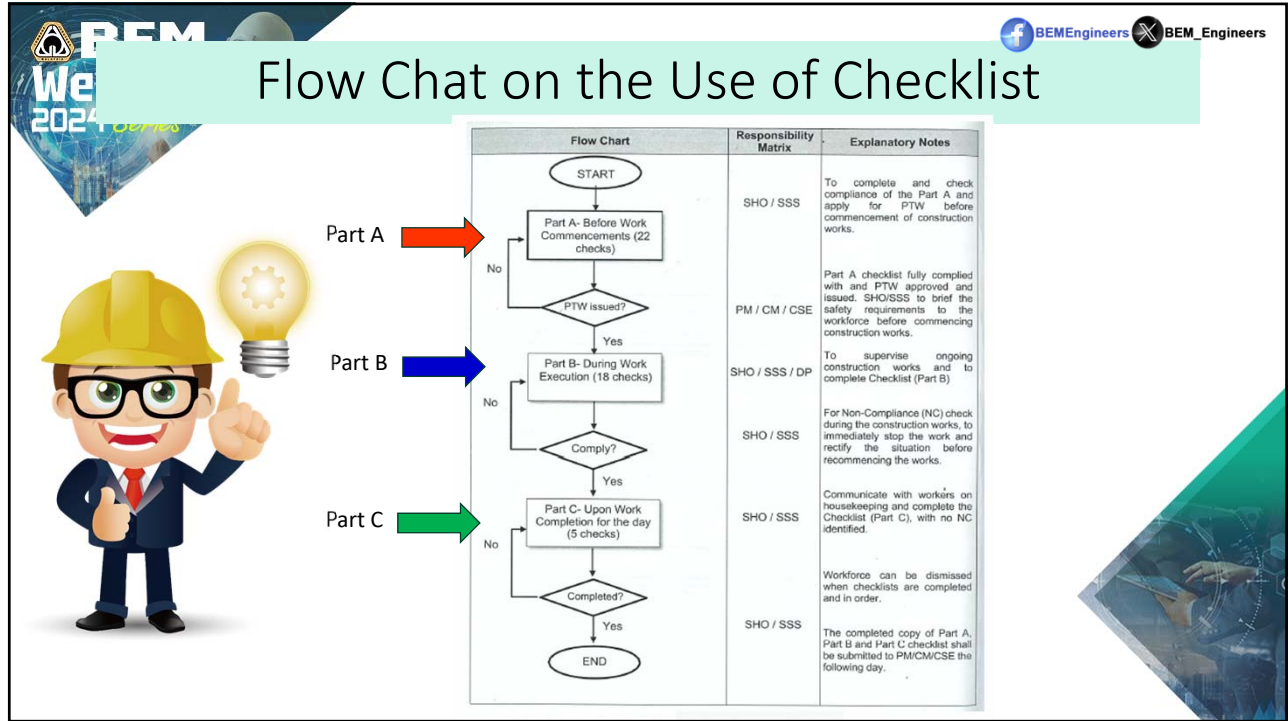 BEM
We
2024 Series
BEMEngineers
BEM_Engineers
Flow Chat on the Use of Checklist
Flow Chart
Responsibility
Matrix
Explanatory Notes
START
SHO / SSS
To complete and check
compliance of the Part A and
apply for PTW before
commencement of construction
works.
Part A
Part A- Before Work
Commencements (22
checks)
No
PTW issued?
Yes
PM / CM / CSE
Part A checklist fully complied
with and PTW approved and
issued. SHO/SSS to brief the
safety requirements to the
workforce before commencing
construction works.
Part B
Part B- During Work
Execution (18 checks)
SHO / SSS / DP
To supervise ongoing
construction works and to
complete Checklist (Part B)
No
Comply?
Yes
SHO / SSS
For Non-Compliance (NC) check
during the construction works, to
immediately stop the work and
rectify the situation before
recommencing the works.
Part C
Part C- Upon Work
Completion for the day
(5 checks)
SHO / SSS
Communicate with workers on
housekeeping and complete the
Checklist (Part C), with no NC
identified.
No
Completed?
Yes
Workforce can be dismissed
when checklists are completed
and in order.
SHO / SSS
END
The completed copy of Part A,
Part B and Part C checklist shall
be submitted to PM/CM/CSE the
following day.